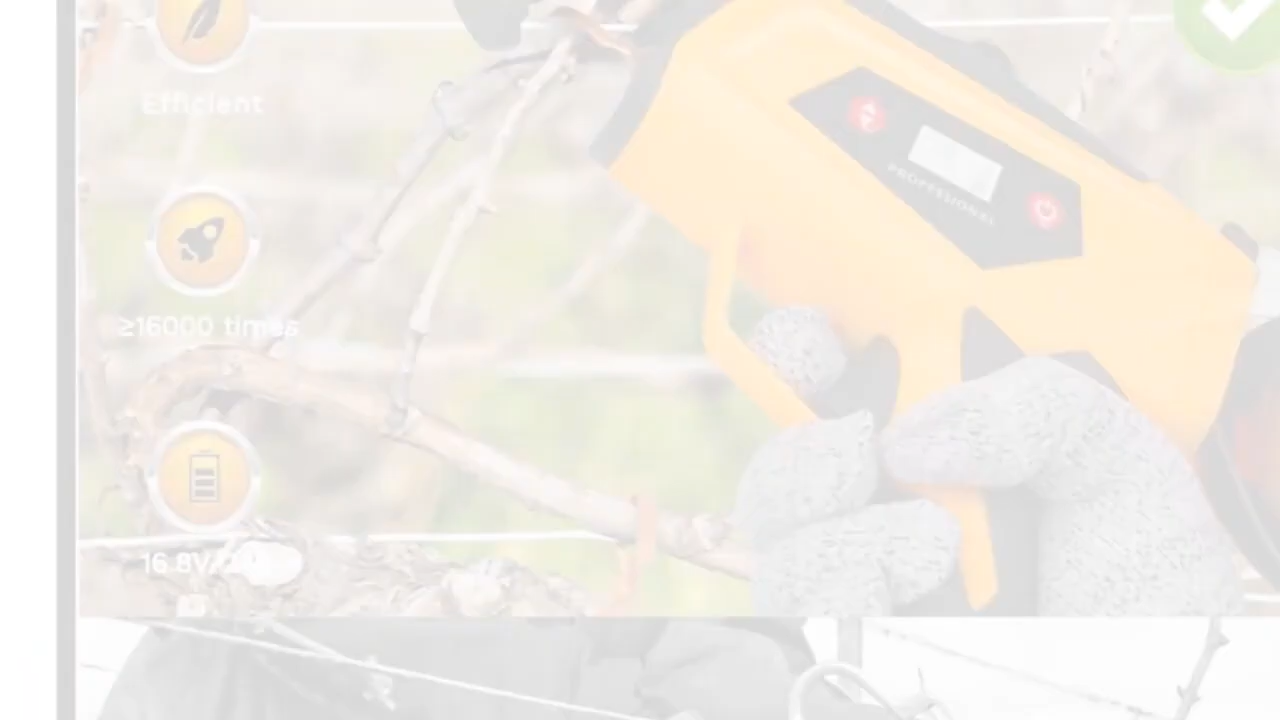 Efficient
PROFESSIONAL
≥16000 times
16.8V